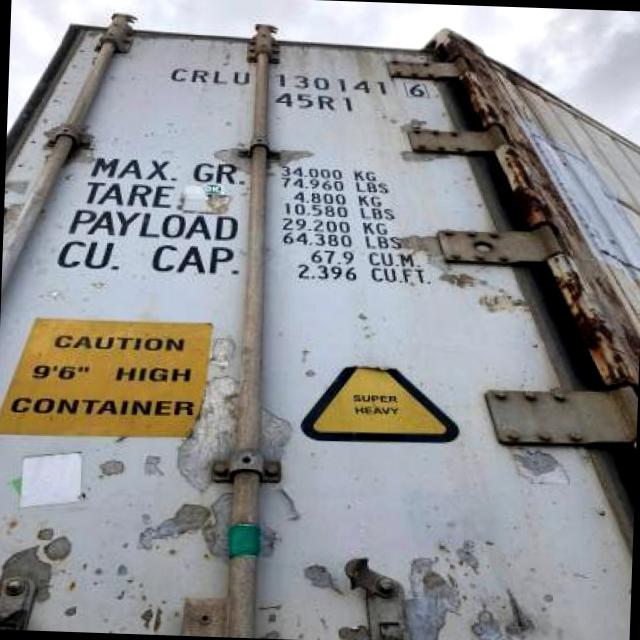 CRLU 130141 6
45R1
MAX. GR. 34.000 KG
74.960 LBS
TARE 4.800 KG
10.580 LBS
PAYLOAD 29.200 KG
64.380 LBS
CU. CAP. 67.9 CU.M.
2.396 CU.FT.
CAUTION
9'6" HIGH
CONTAINER
SUPER
HEAVY